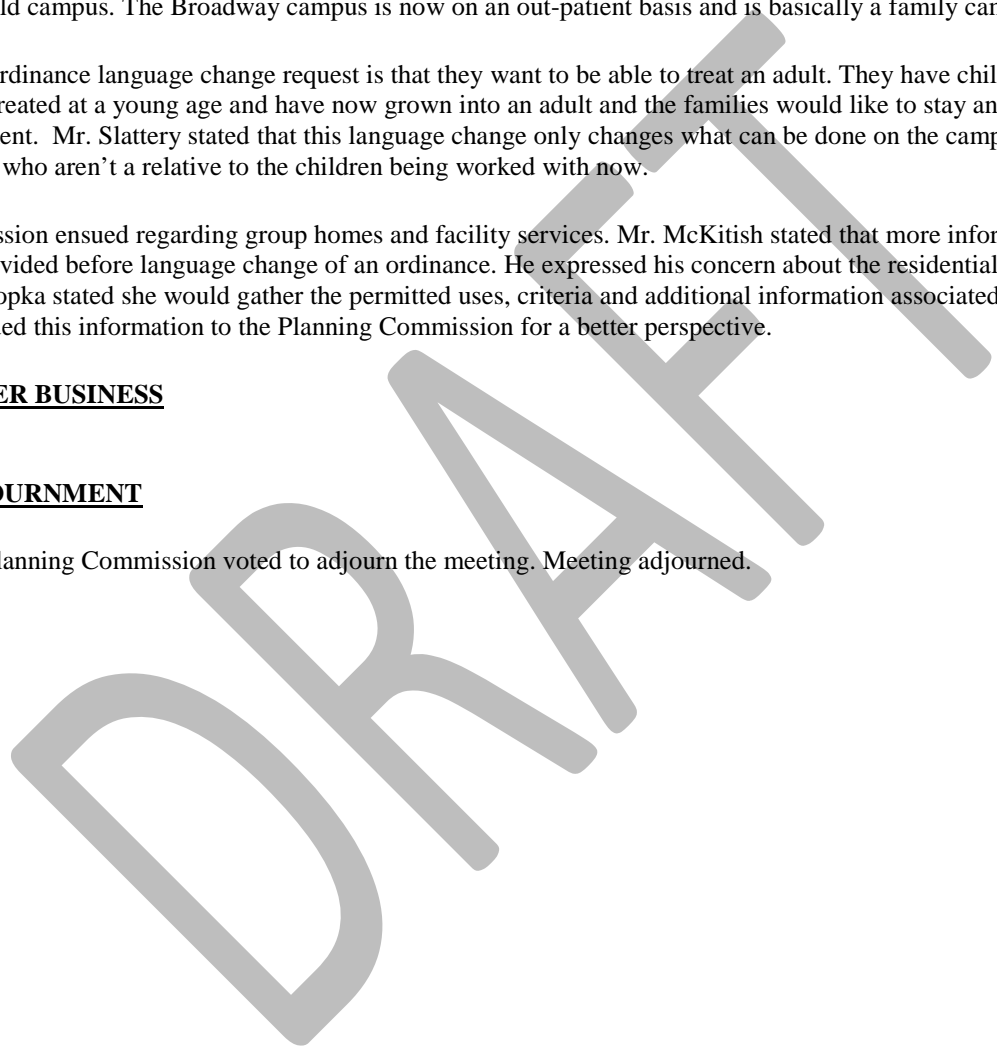 ld campus. The Broadway campus is now on an out-patient basis and is basically a family can
rdinance language change request is that they want to be able to treat an adult. They have chil
reated at a young age and have now grown into an adult and the families would like to stay an
ent.  Mr. Slattery stated that this language change only changes what can be done on the camp
who aren’t a relative to the children being worked with now.
ssion ensued regarding group homes and facility services. Mr. McKitish stated that more infor
vided before language change of an ordinance. He expressed his concern about the residential
opka stated she would gather the permitted uses, criteria and additional information associated
ed this information to the Planning Commission for a better perspective.
ER BUSINESS
OURNMENT
lanning Commission voted to adjourn the meeting. Meeting adjourned.
DRAFT